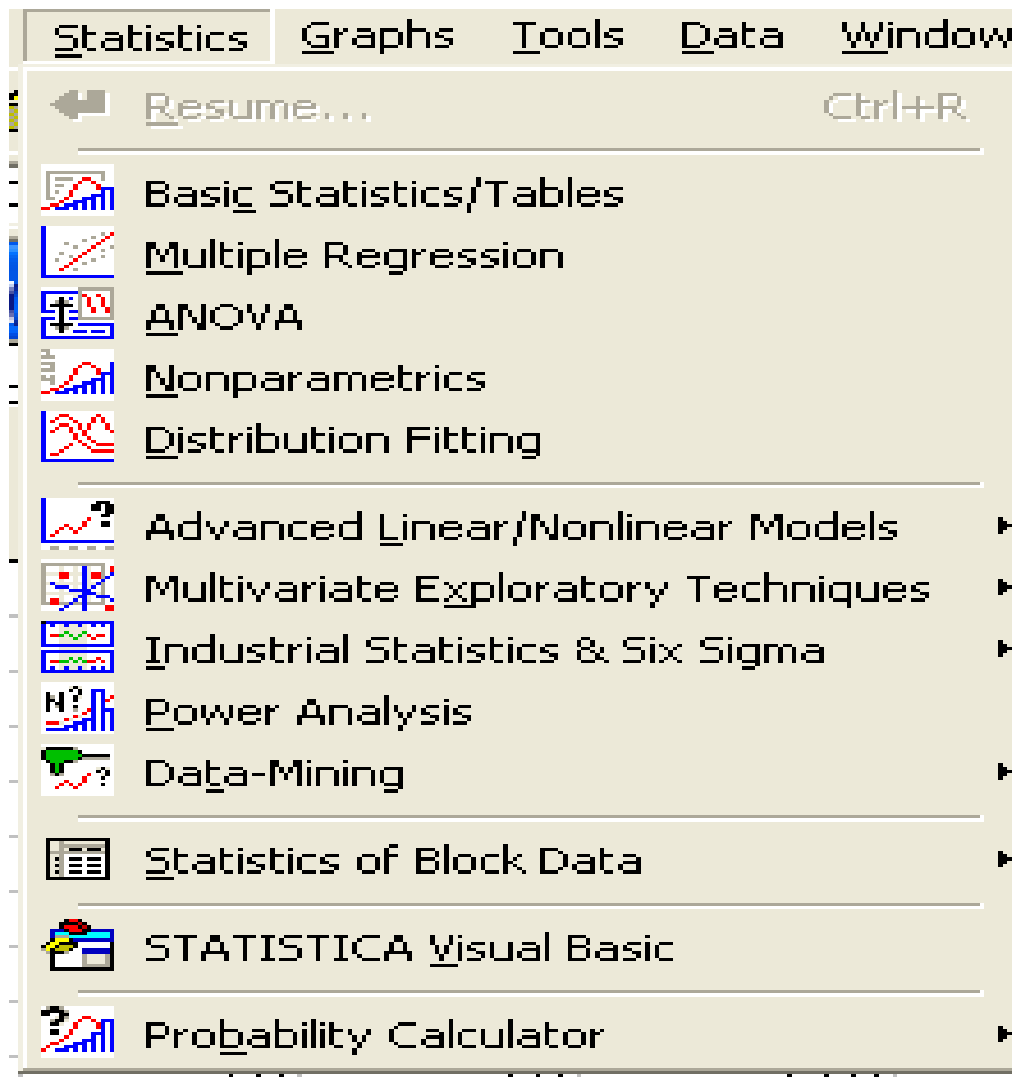 Statistics Graphs Tools Data Window
Resume... Ctrl+R
Basic Statistics/Tables
Multiple Regression
ANOVA
Nonparametrics
Distribution Fitting
Advanced Linear/Nonlinear Models
Multivariate Exploratory Techniques
Industrial Statistics & Six Sigma
Power Analysis
Data-Mining
Statistics of Block Data
STATISTICA Visual Basic
Probability Calculator